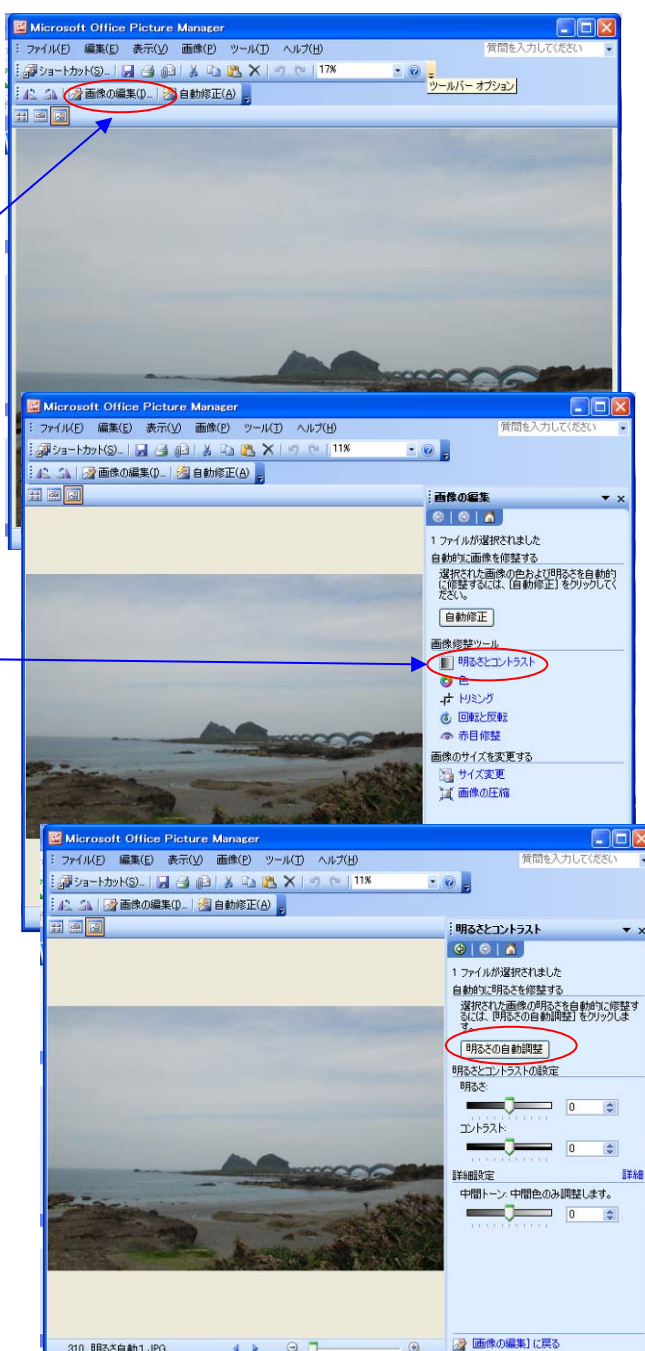 Microsoft Office Picture Manager
ファイル(F) 編集(E) 表示(V) 画像(P) ツール(T) ヘルプ(H) 質問を入力してください
ショートカット(S)... 17%
ツールバー オプション
画像の編集(I)... 自動修正(A)
Microsoft Office Picture Manager
ファイル(F) 編集(E) 表示(V) 画像(P) ツール(T) ヘルプ(H) 質問を入力してください
ショートカット(S)... 11%
画像の編集(I)... 自動修正(A)
画像の編集
1 ファイルが選択されました
自動的に画像を修整する
選択された画像の色および明るさを自動的
に修整するには、[自動修正] をクリックしてく
ださい。
自動修正
画像修整ツール
明るさとコントラスト
色
トリミング
回転と反転
赤目修整
画像のサイズを変更する
サイズ変更
画像の圧縮
Microsoft Office Picture Manager
ファイル(F) 編集(E) 表示(V) 画像(P) ツール(T) ヘルプ(H) 質問を入力してください
ショートカット(S)... 11%
画像の編集(I)... 自動修正(A)
明るさとコントラスト
1 ファイルが選択されました
自動的に明るさを修整する
選択された画像の明るさを自動的に修整す
るには、[明るさの自動調整] をクリックしま
す。
明るさの自動調整
明るさとコントラストの設定
明るさ:
0
コントラスト:
0
詳細設定 詳細
中間トーン: 中間色のみ調整します。
0
[画像の編集] に戻る
310 明るさ自動1.JPG